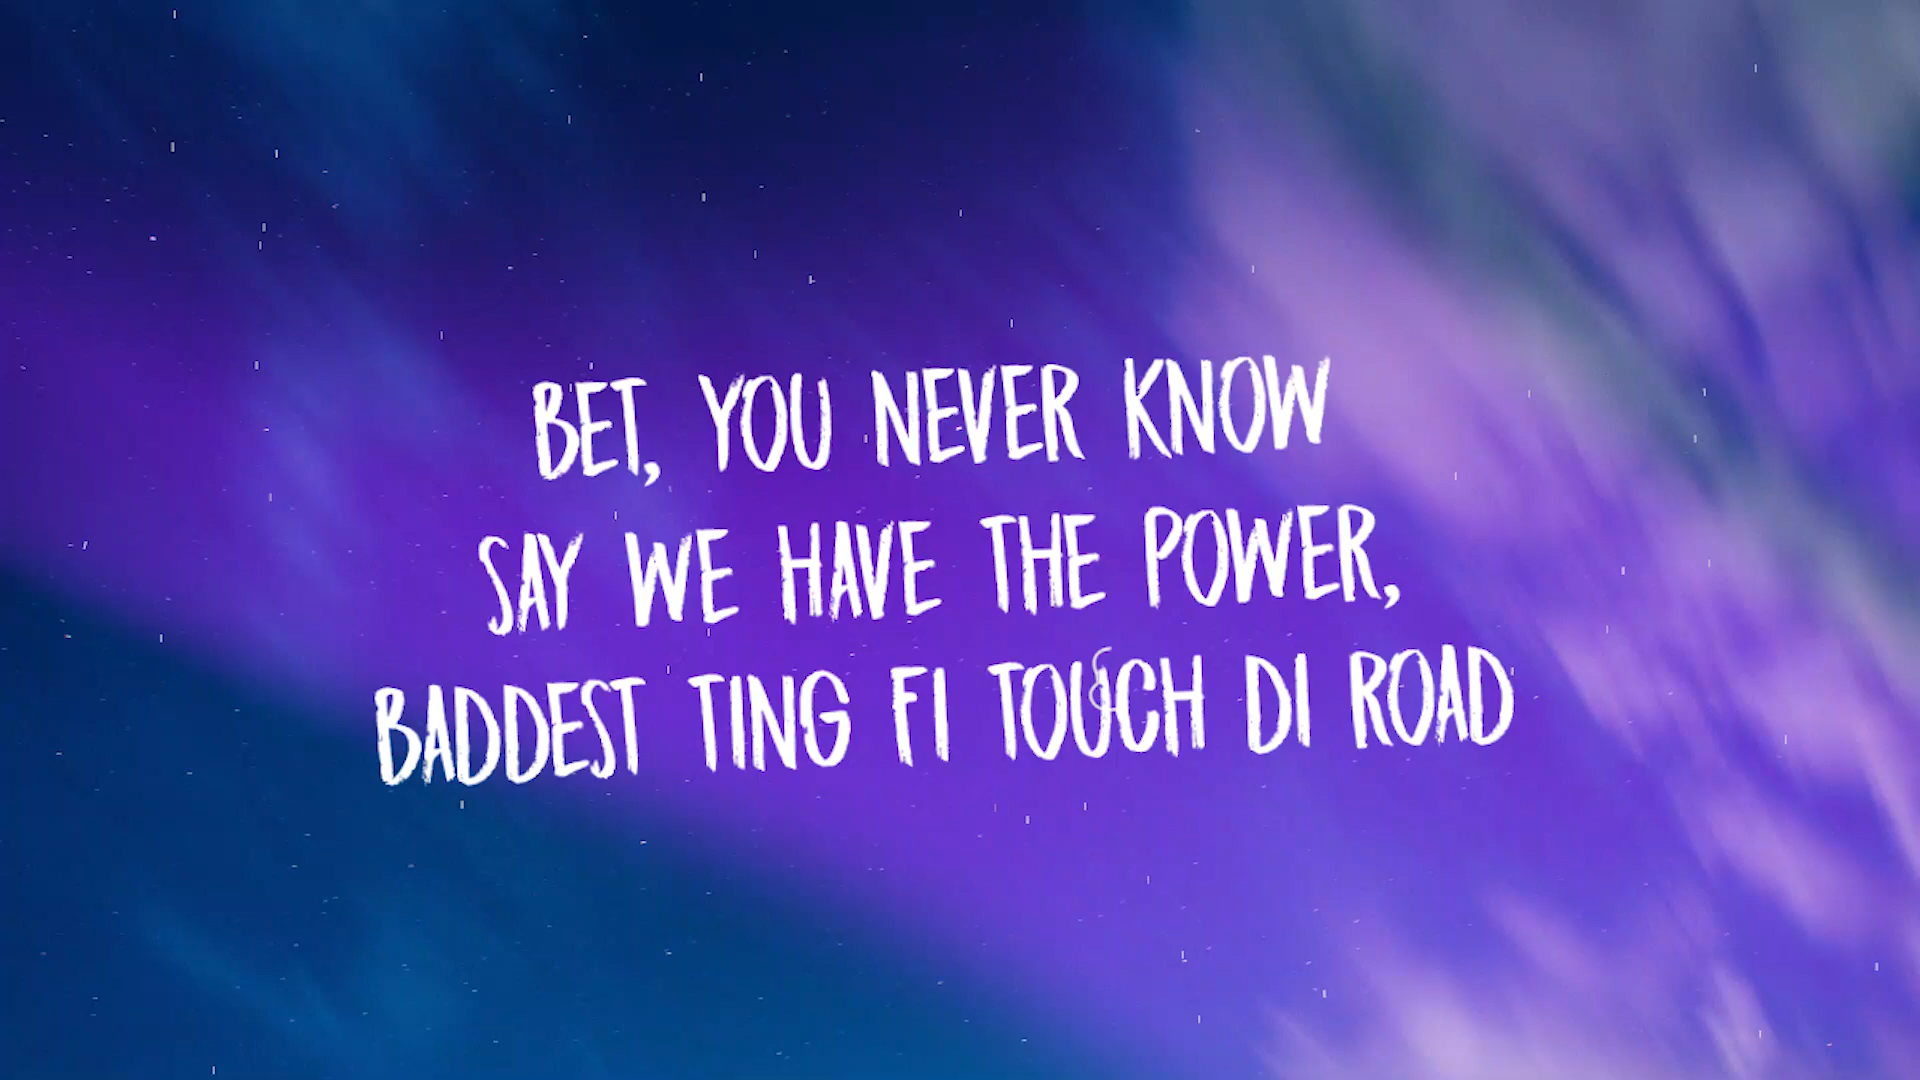 BET, YOU NEVER KNOW
SAY WE HAVE THE POWER,
BADDEST TING FI TOUCH DI ROAD